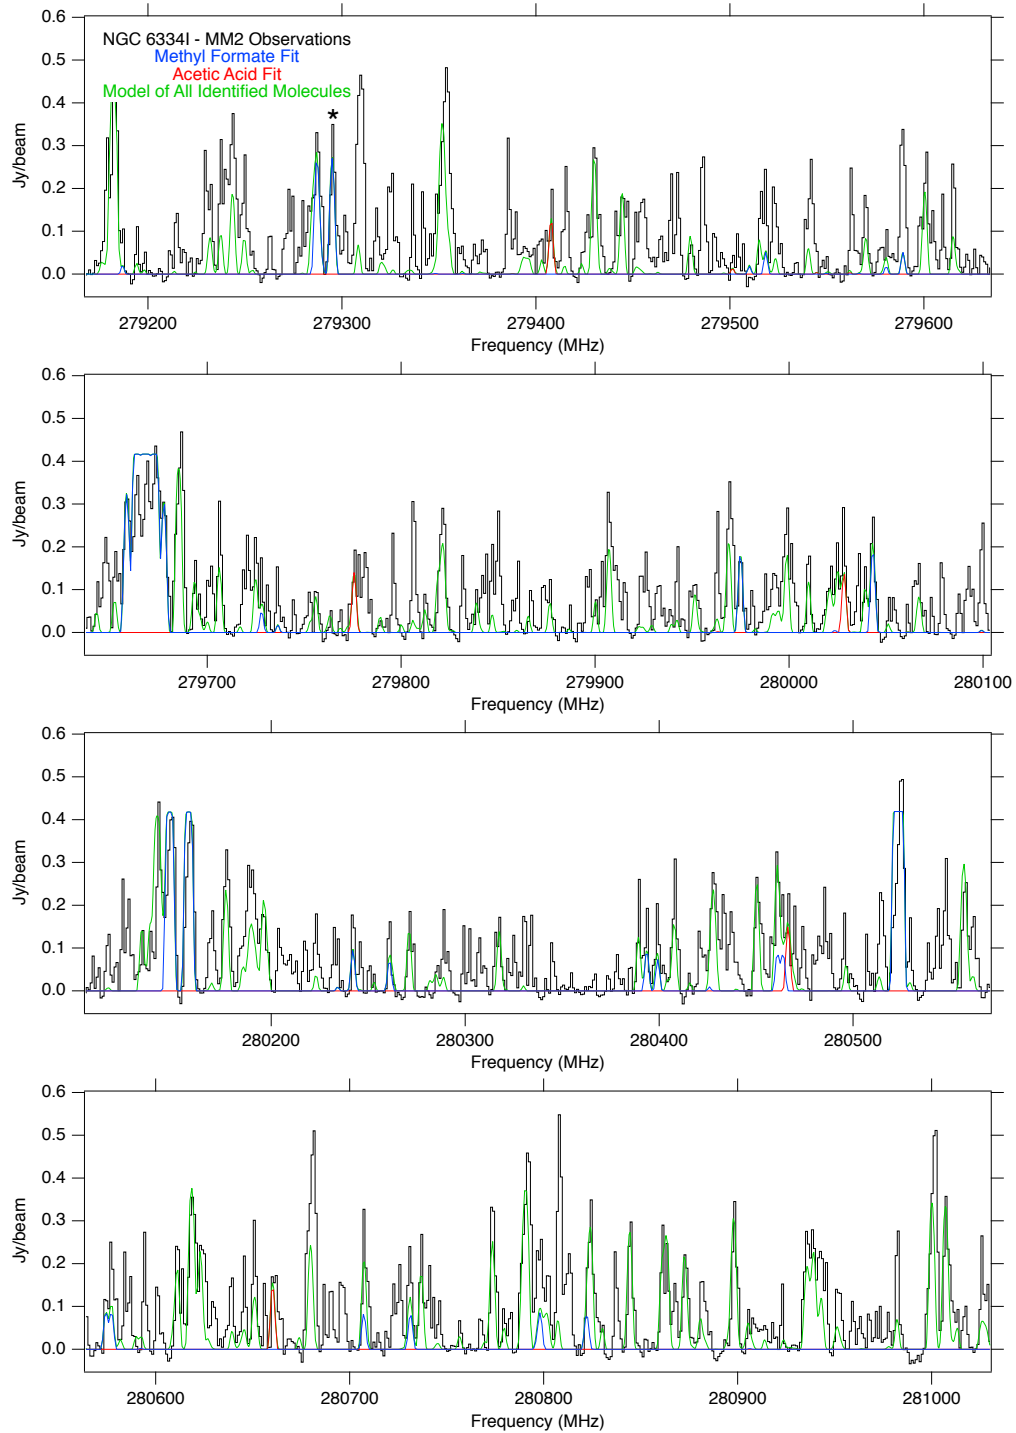 0.6
NGC 6334I - MM2 Observations
0.5
Methyl Formate Fit
Acetic Acid Fit
Model of All Identified Molecules
0.4
*
Jy/beam
0.3
0.2
0.1
0.0
279200 279300 279400 279500 279600
Frequency (MHz)
0.6
0.5
0.4
Jy/beam
0.3
0.2
0.1
0.0
279700 279800 279900 280000 280100
Frequency (MHz)
0.6
0.5
0.4
Jy/beam
0.3
0.2
0.1
0.0
280200 280300 280400 280500
Frequency (MHz)
0.6
0.5
0.4
Jy/beam
0.3
0.2
0.1
0.0
280600 280700 280800 280900 281000
Frequency (MHz)